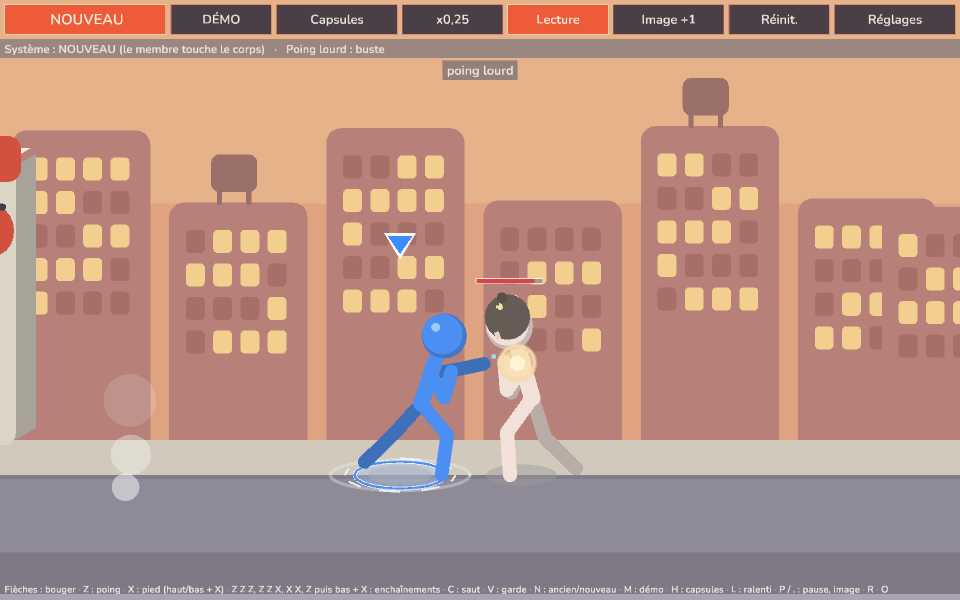 NOUVEAU DÉMO Capsules x0,25 Lecture Image +1 Réinit. Réglages
Système : NOUVEAU (le membre touche le corps) · Poing lourd : buste
poing lourd
Flèches : bouger · Z : poing · X : pied (haut/bas + X) · Z Z Z, Z Z X, X X, Z puis bas + X : enchaînements · C : saut · V : garde · N : ancien/nouveau · M : démo · H : capsules · L : ralenti · P / . : pause, image · R · O